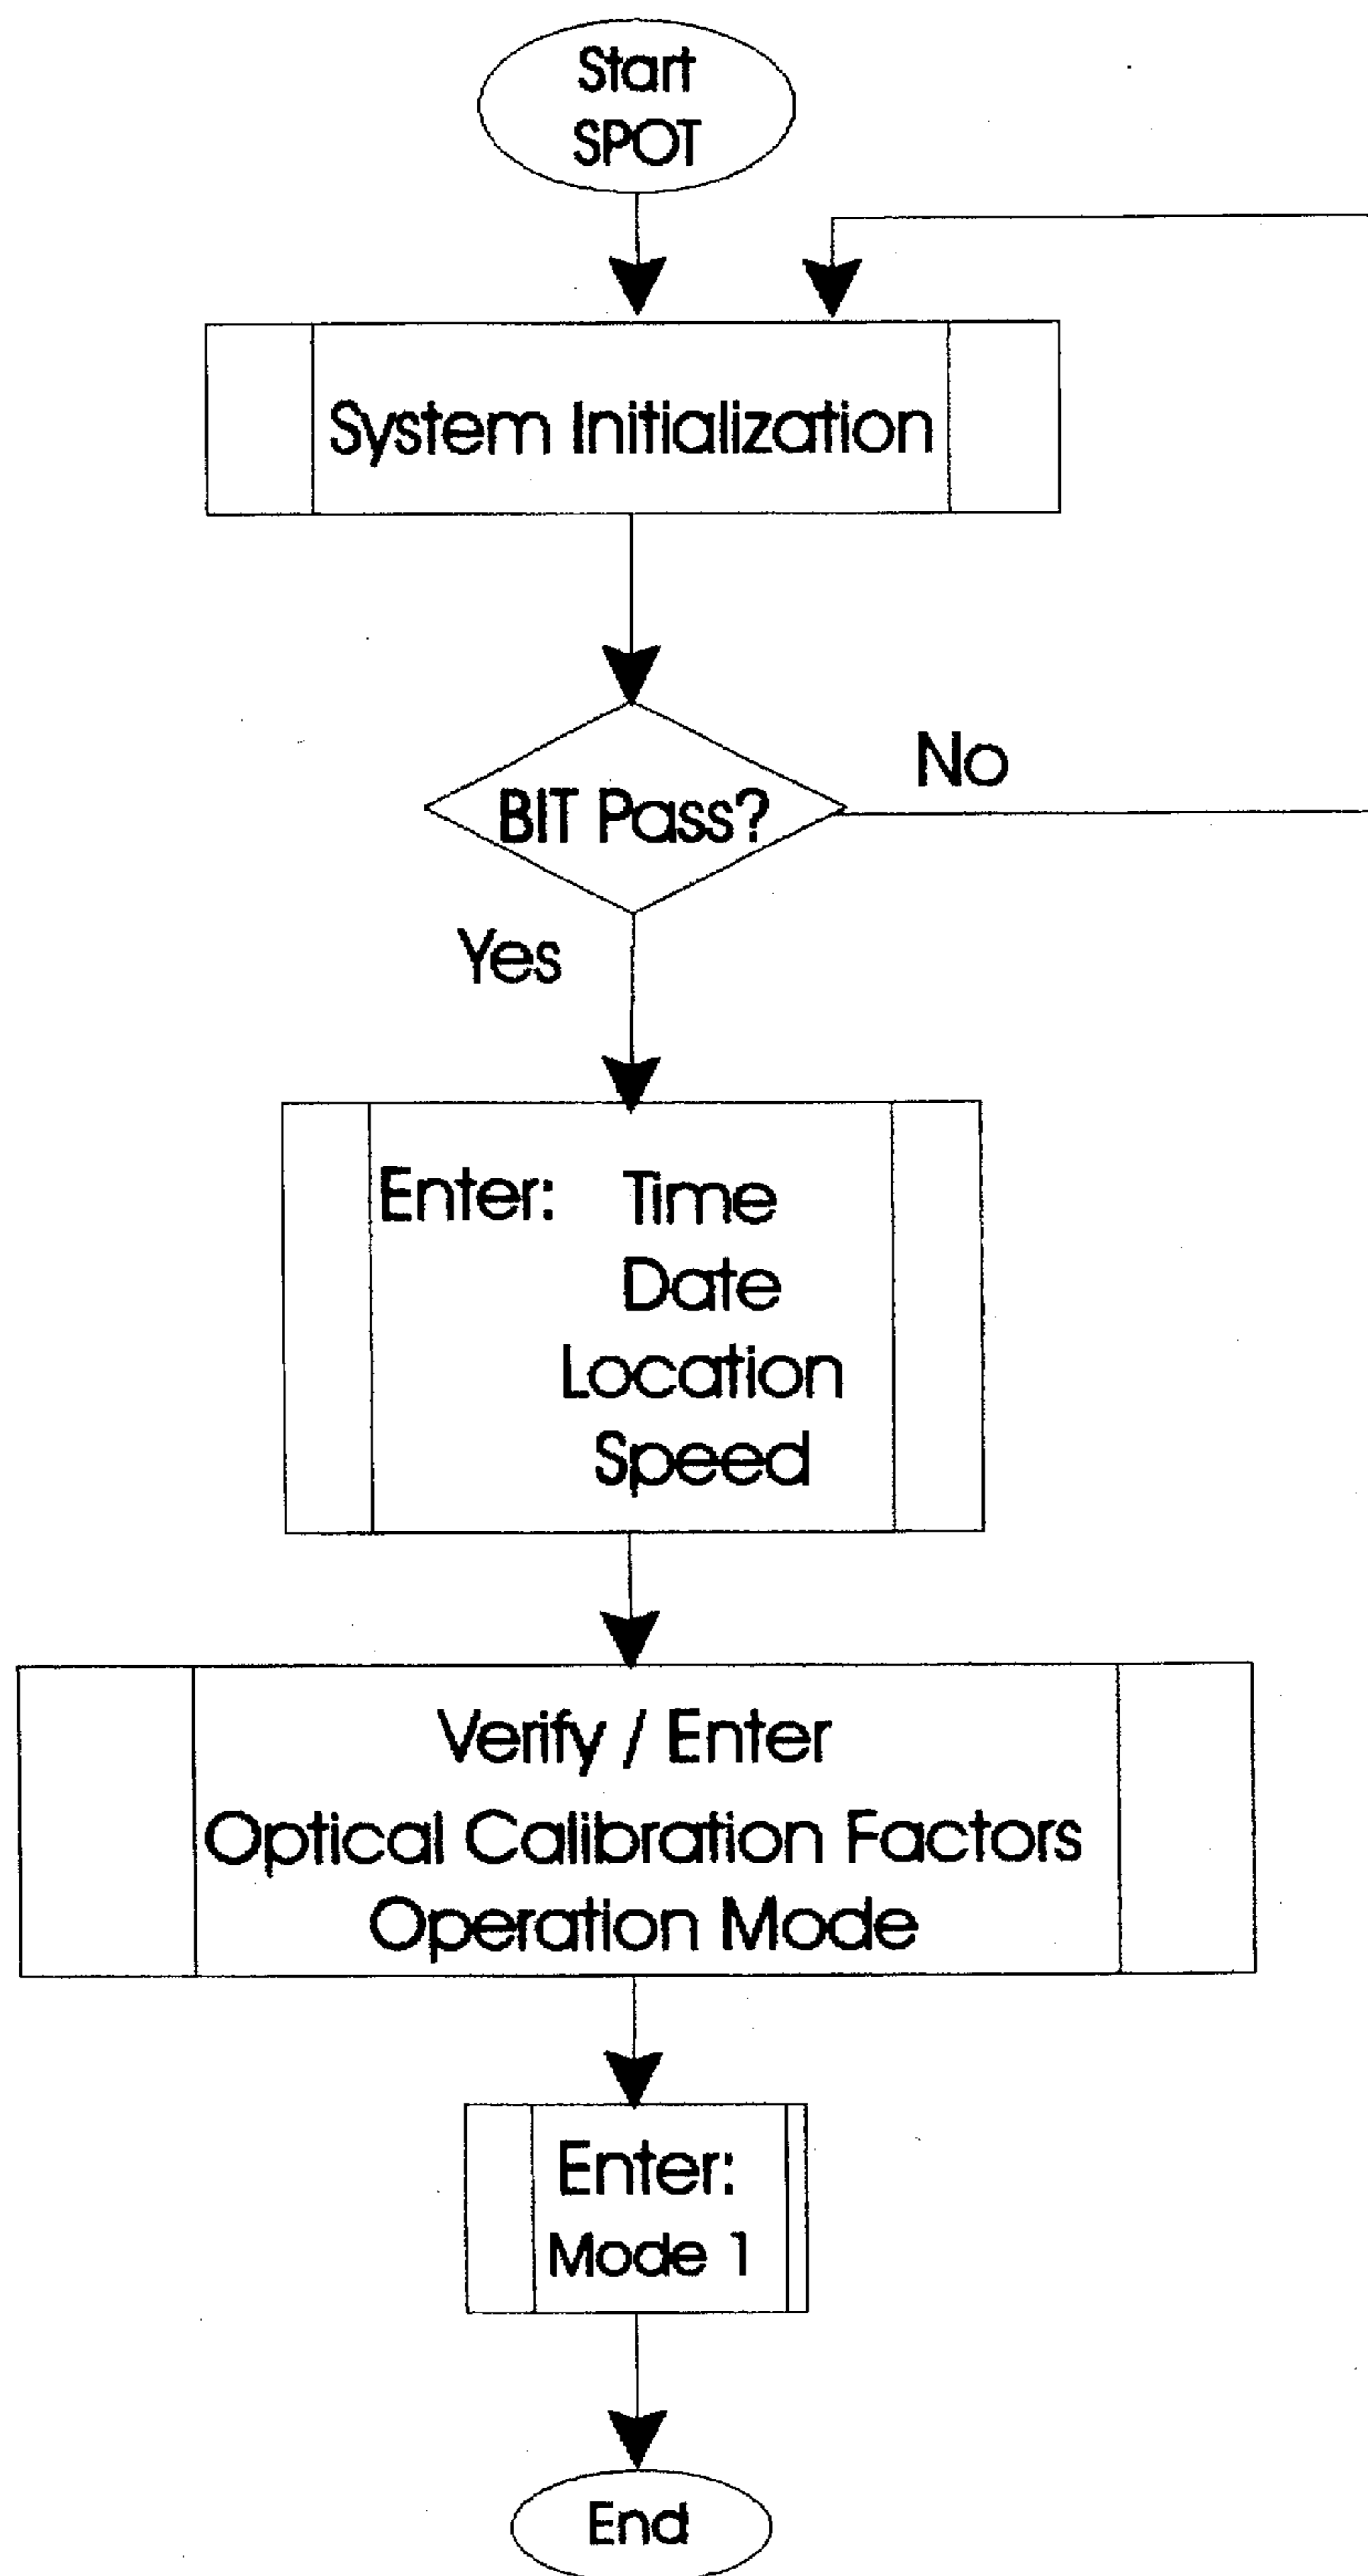 Start
SPOT
System Initialization
BIT Pass?
No
Yes
Enter: Time
Date
Location
Speed
Verify / Enter
Optical Calibration Factors
Operation Mode
Enter:
Mode 1
End